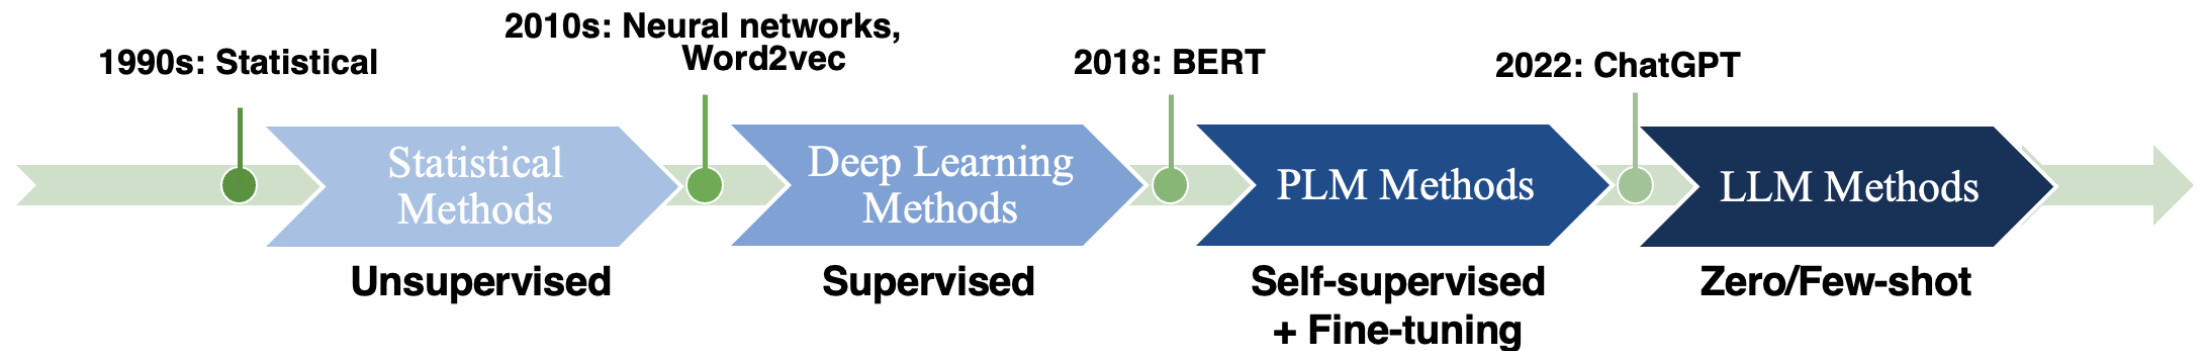 1990s: Statistical
2010s: Neural networks,
Word2vec
2018: BERT
2022: ChatGPT
Statistical
Methods
Deep Learning
Methods
PLM Methods
LLM Methods
Unsupervised
Supervised
Self-supervised
+ Fine-tuning
Zero/Few-shot